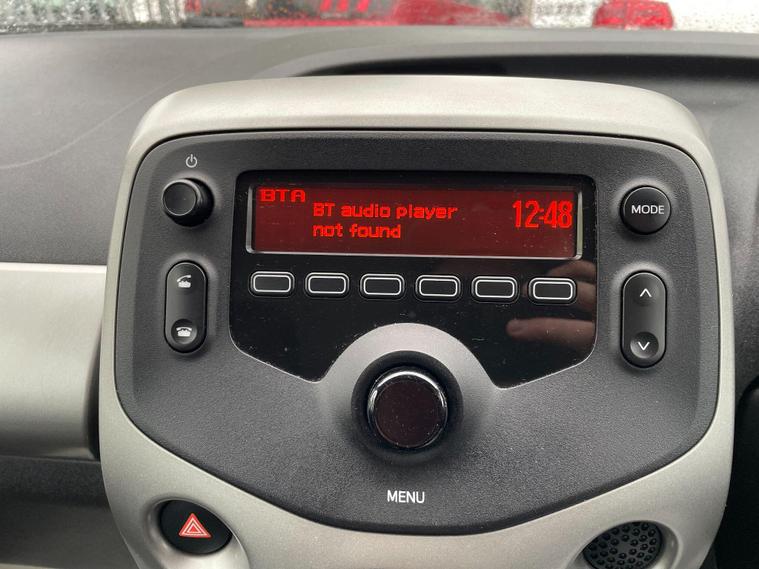 BTA
BT audio player
not found
12:48
MODE
MENU